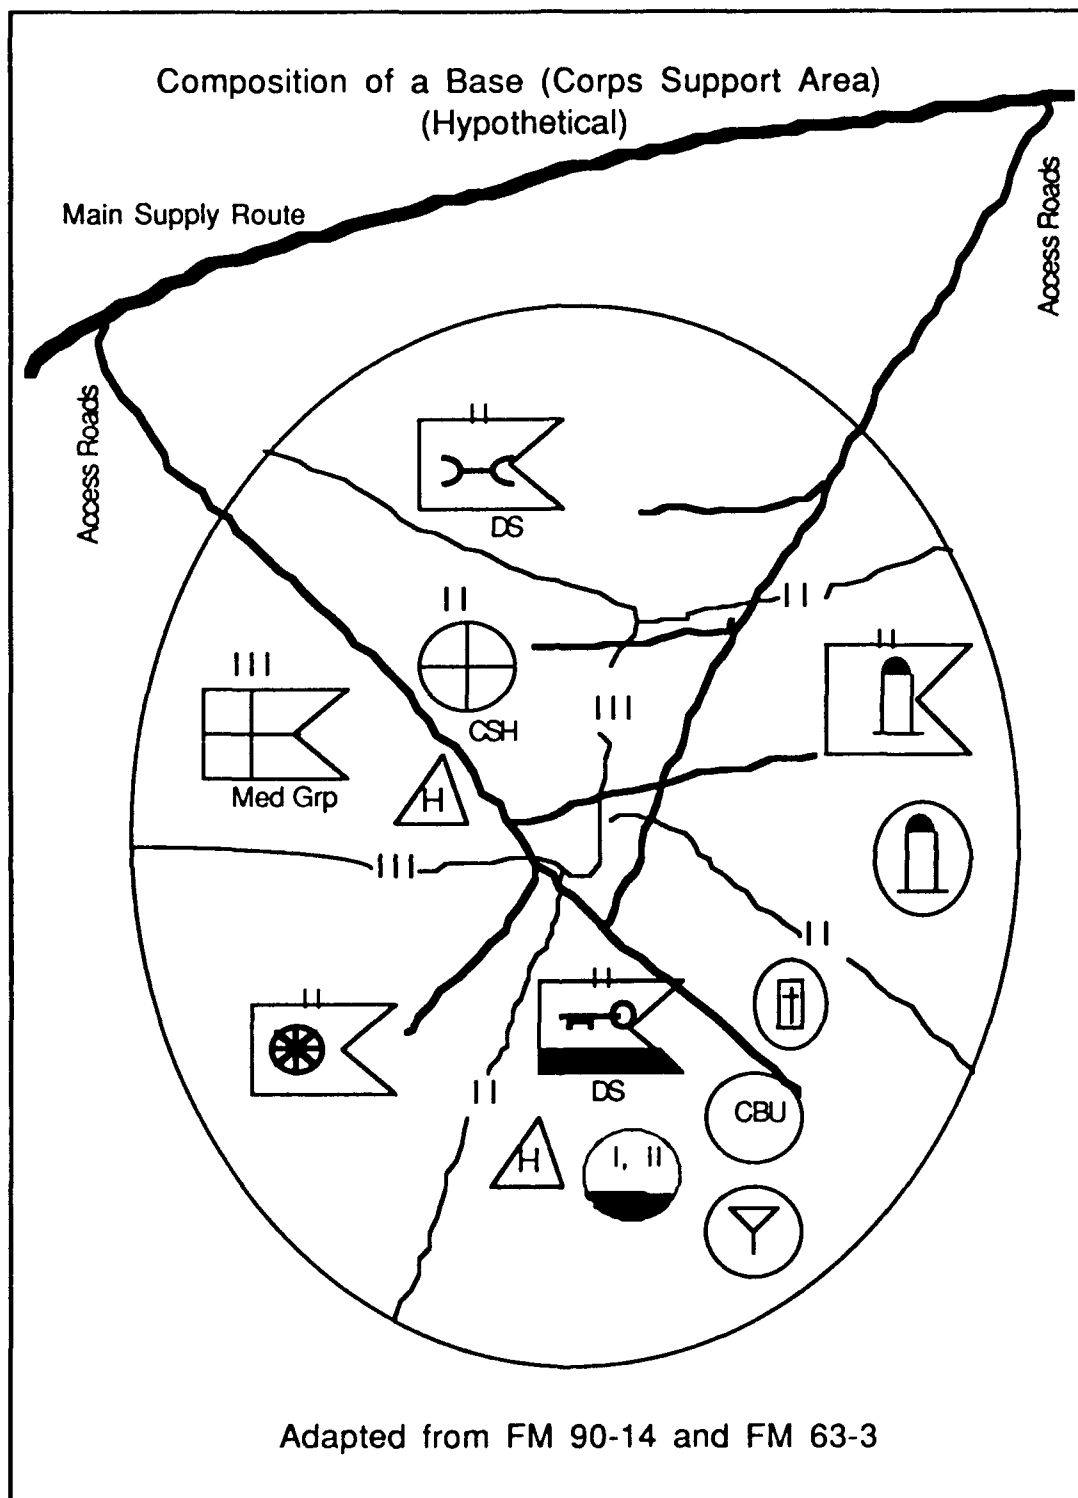 Composition of a Base (Corps Support Area)
(Hypothetical)
Main Supply Route
Access Roads
Access Roads
II
DS
II
II
II
III
III
CSH
Med Grp
H
III
II
II
II
DS
II
CBU
H
I, II
Adapted from FM 90-14 and FM 63-3